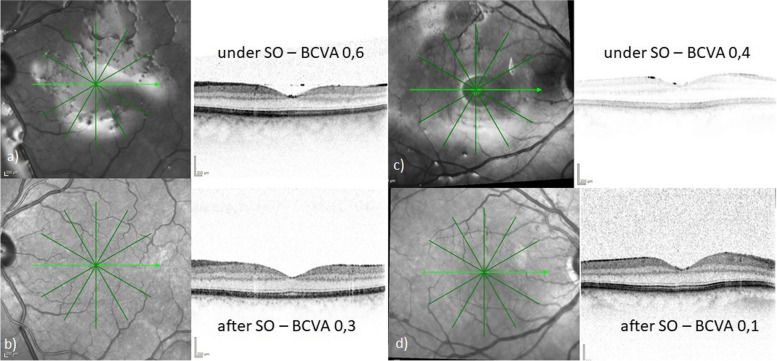 under SO – BCVA 0,6
a)
under SO – BCVA 0,4
c)
b)
after SO – BCVA 0,3
d)
after SO – BCVA 0,1